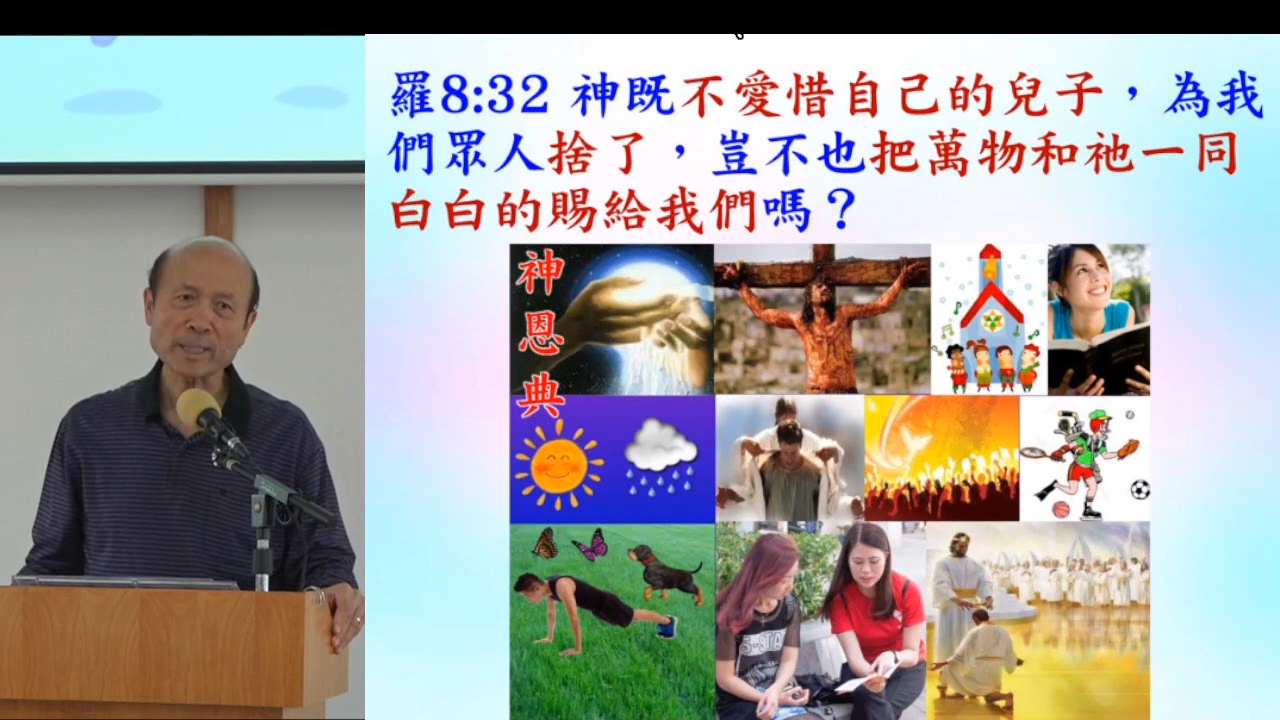 羅8:32 神既不愛惜自己的兒子，為我
們眾人捨了，豈不也把萬物和祂一同
白白的賜給我們嗎？
神恩典